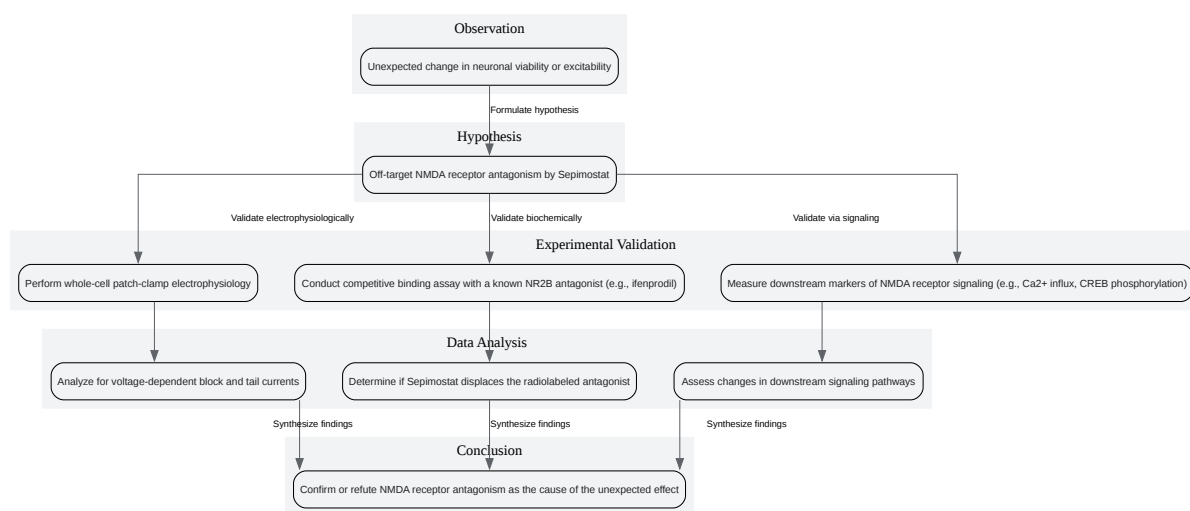 Observation
Unexpected change in neuronal viability or excitability
Formulate hypothesis
Hypothesis
Off-target NMDA receptor antagonism by Sepimostat
Validate electrophysiologically
Validate biochemically
Validate via signaling
Experimental Validation
Perform whole-cell patch-clamp electrophysiology
Conduct competitive binding assay with a known NR2B antagonist (e.g., ifenprodil)
Measure downstream markers of NMDA receptor signaling (e.g., Ca2+ influx, CREB phosphorylation)
Data Analysis
Analyze for voltage-dependent block and tail currents
Determine if Sepimostat displaces the radiolabeled antagonist
Assess changes in downstream signaling pathways
Synthesize findings
Synthesize findings
Synthesize findings
Conclusion
Confirm or refute NMDA receptor antagonism as the cause of the unexpected effect